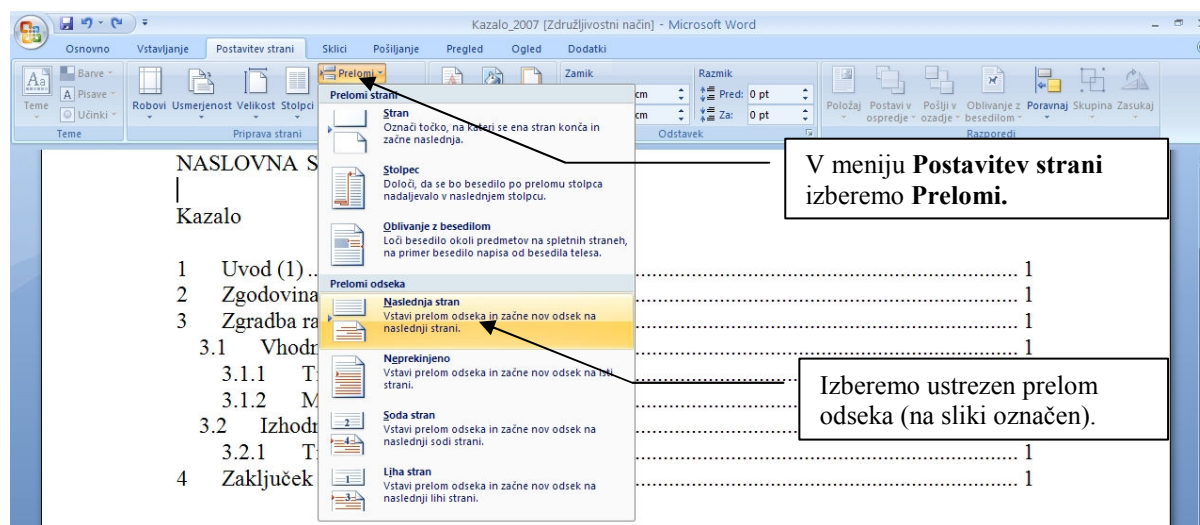 Kazalo_2007 [Združljivostni način] - Microsoft Word
Osnovno Vstavljanje Postavitev strani Sklici Pošiljanje Pregled Ogled Dodatki
Barve
Pisave
Učinki
Teme
Teme
Robovi Usmerjenost Velikost Stolpci
Priprava strani
Prelomi
Zamik
cm
cm
Razmik
Pred: 0 pt
Za: 0 pt
Odstavek
Položaj Postavi v ospredje Pošlji v ozadje Oblivanje z besedilom Poravnaj Skupina Zasukaj
Razporedi
Prelomi strani
Stran
Označi točko, na kateri se ena stran konča in
začne naslednja.
Stolpec
Določi, da se bo besedilo po prelomu stolpca
nadaljevalo v naslednjem stolpcu.
Oblivanje z besedilom
Loči besedilo okoli predmetov na spletnih straneh,
na primer besedilo napisa od besedila telesa.
Prelomi odseka
Naslednja stran
Vstavi prelom odseka in začne nov odsek na
naslednji strani.
Neprekinjeno
Vstavi prelom odseka in začne nov odsek na isti
strani.
Soda stran
Vstavi prelom odseka in začne nov odsek na
naslednji sodi strani.
Liha stran
Vstavi prelom odseka in začne nov odsek na
naslednji lihi strani.
NASLOVNA S
Kazalo
1 Uvod (1) .. 1
2 Zgodovina 1
3 Zgradba ra 1
3.1 Vhodn 1
3.1.1 T
3.1.2 M
3.2 Izhodn
3.2.1 T 1
4 Zaključek 1
V meniju Postavitev strani
izberemo Prelomi.
Izberemo ustrezen prelom
odseka (na sliki označen).